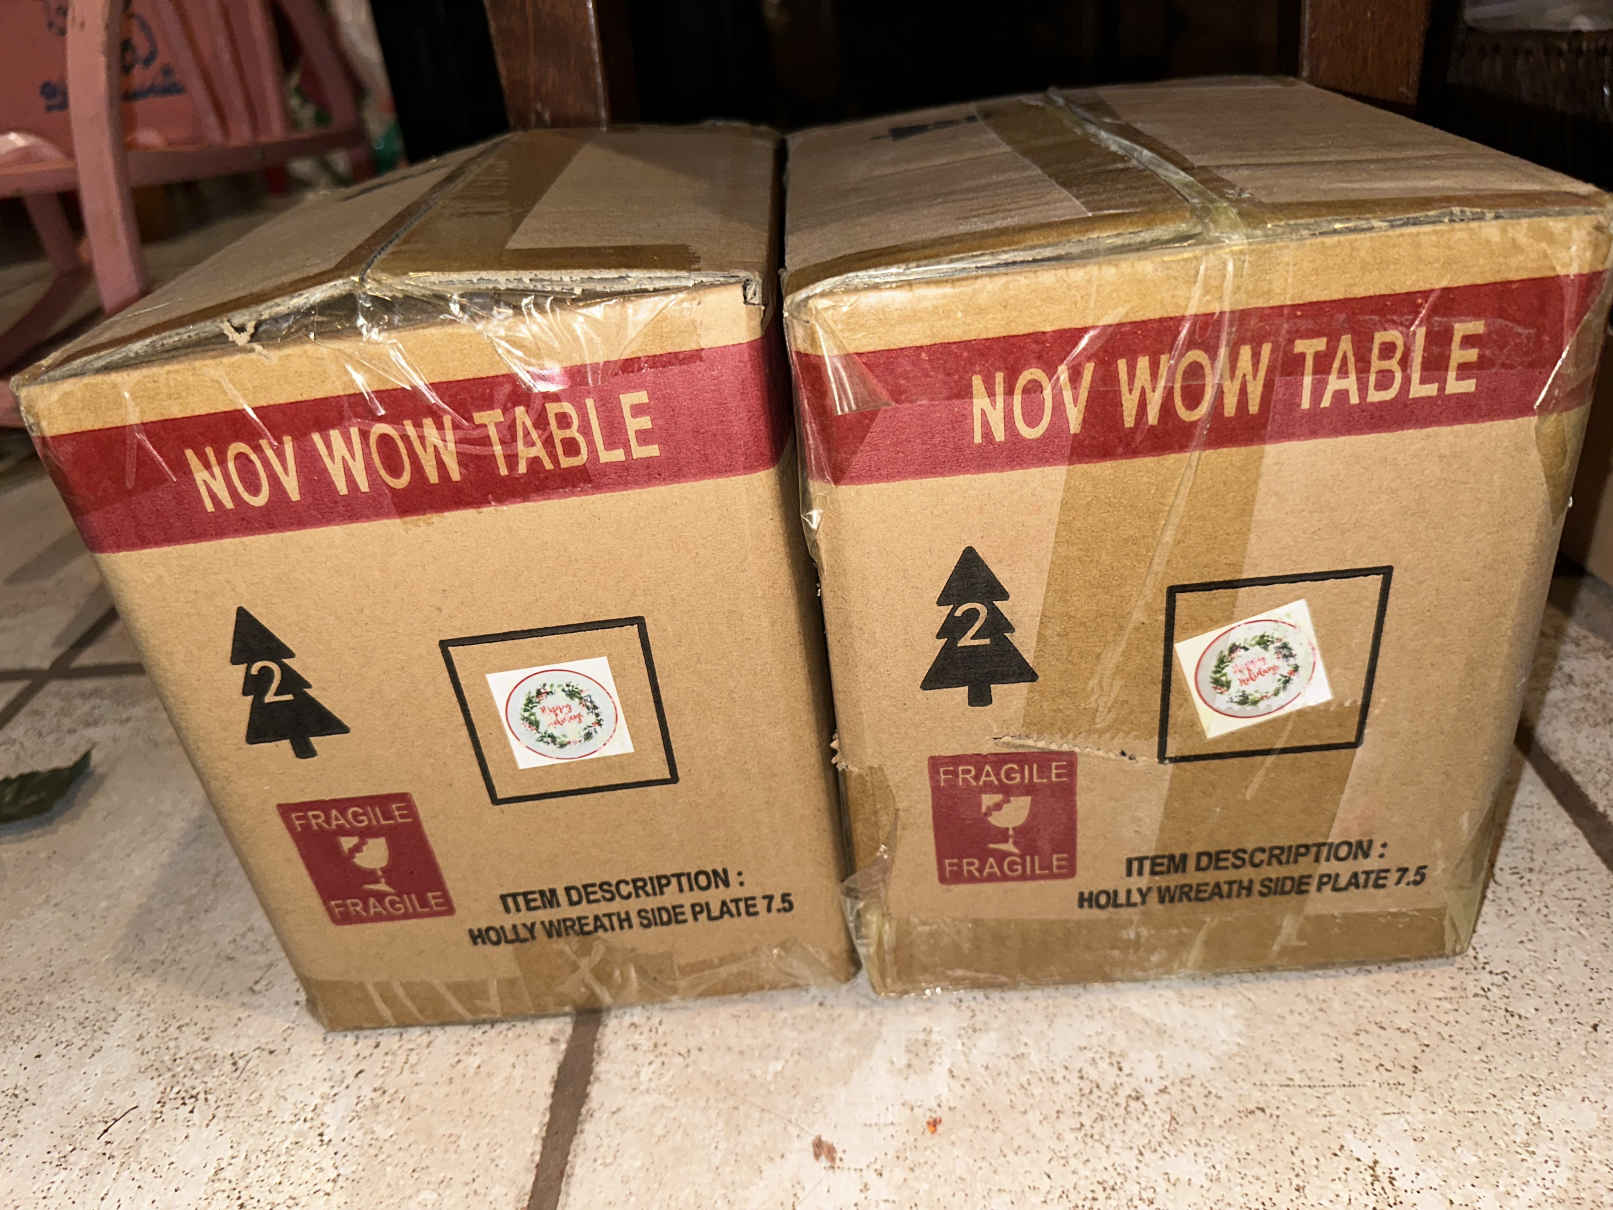 NOV WOW TABLE
2
FRAGILE
FRAGILE
ITEM DESCRIPTION :
HOLLY WREATH SIDE PLATE 7.5
NOV WOW TABLE
2
Holidays
FRAGILE
FRAGILE
ITEM DESCRIPTION :
HOLLY WREATH SIDE PLATE 7.5